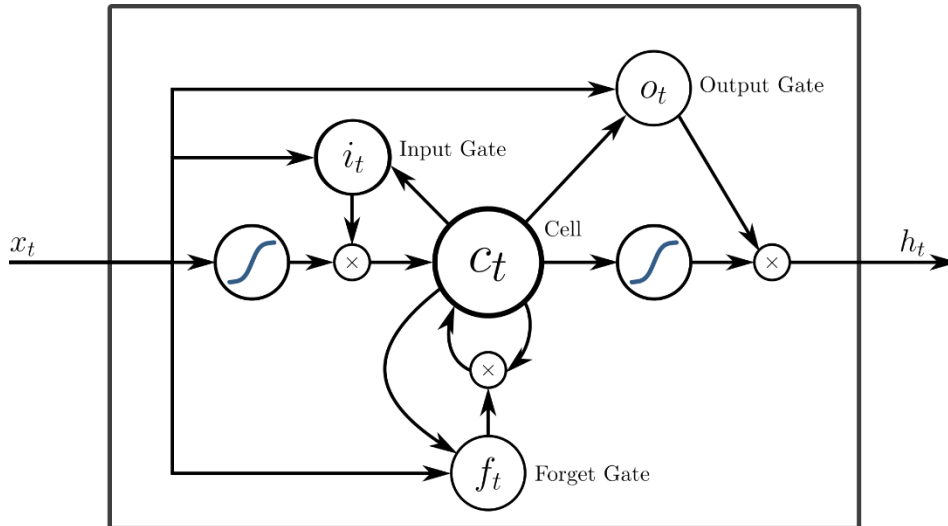 o_t Output Gate
i_t Input Gate
x_t
Cell
h_t
×
c_t
×
×
f_t Forget Gate